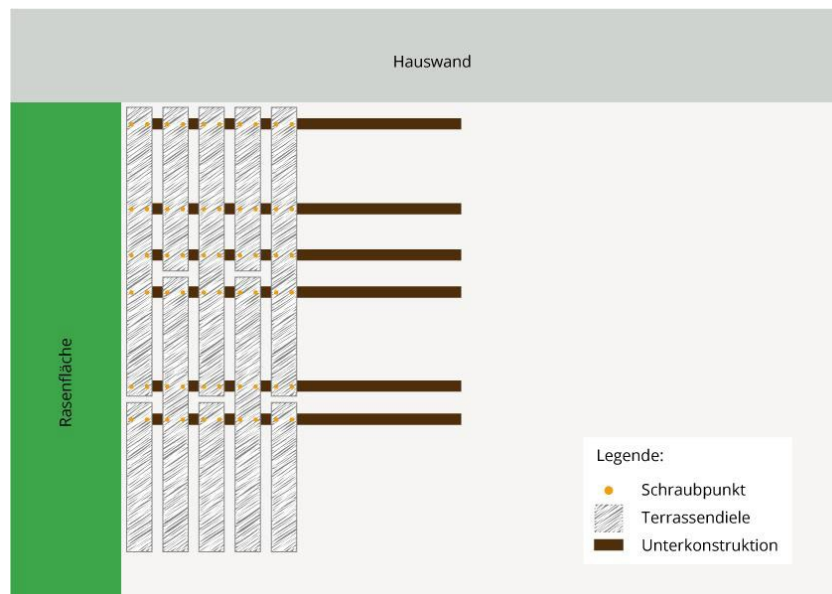 Hauswand
Rasenfläche
Legende:
Schraubpunkt
Terrassendiele
Unterkonstruktion